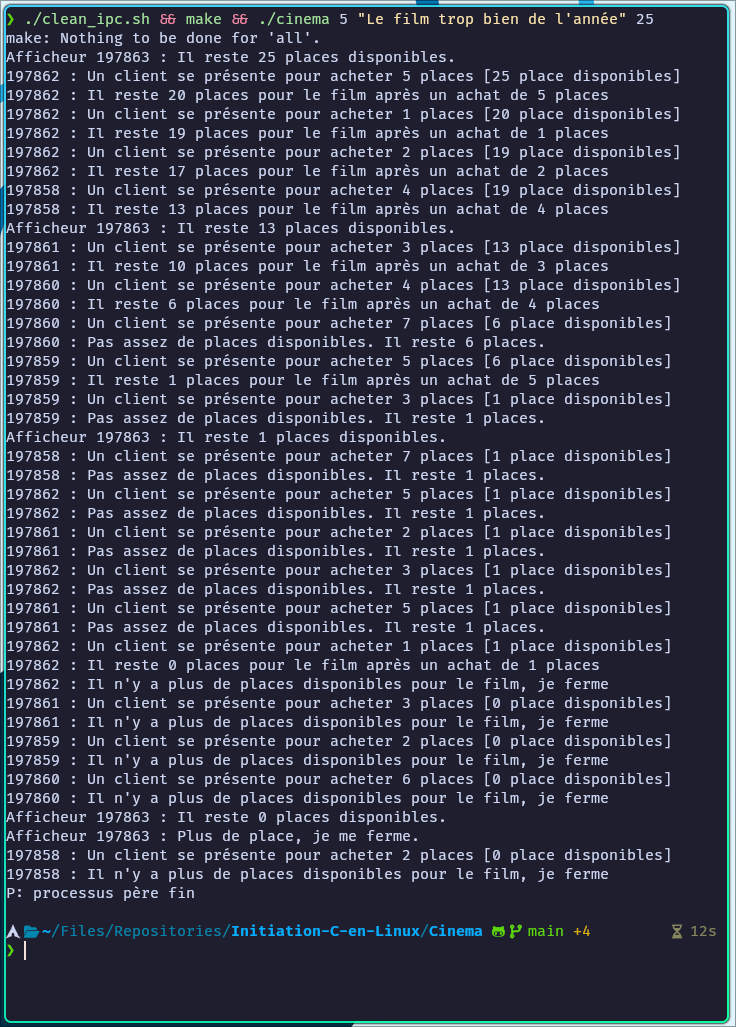 ❯ ./clean_ipc.sh && make && ./cinema 5 "Le film trop bien de l'année" 25
make: Nothing to be done for 'all'.
Afficheur 197863 : Il reste 25 places disponibles.
197862 : Un client se présente pour acheter 5 places [25 place disponibles]
197862 : Il reste 20 places pour le film après un achat de 5 places
197862 : Un client se présente pour acheter 1 places [20 place disponibles]
197862 : Il reste 19 places pour le film après un achat de 1 places
197862 : Un client se présente pour acheter 2 places [19 place disponibles]
197862 : Il reste 17 places pour le film après un achat de 2 places
197858 : Un client se présente pour acheter 4 places [19 place disponibles]
197858 : Il reste 13 places pour le film après un achat de 4 places
Afficheur 197863 : Il reste 13 places disponibles.
197861 : Un client se présente pour acheter 3 places [13 place disponibles]
197861 : Il reste 10 places pour le film après un achat de 3 places
197860 : Un client se présente pour acheter 4 places [13 place disponibles]
197860 : Il reste 6 places pour le film après un achat de 4 places
197860 : Un client se présente pour acheter 7 places [6 place disponibles]
197860 : Pas assez de places disponibles. Il reste 6 places.
197859 : Un client se présente pour acheter 5 places [6 place disponibles]
197859 : Il reste 1 places pour le film après un achat de 5 places
197859 : Un client se présente pour acheter 3 places [1 place disponibles]
197859 : Pas assez de places disponibles. Il reste 1 places.
Afficheur 197863 : Il reste 1 places disponibles.
197858 : Un client se présente pour acheter 7 places [1 place disponibles]
197858 : Pas assez de places disponibles. Il reste 1 places.
197862 : Un client se présente pour acheter 5 places [1 place disponibles]
197862 : Pas assez de places disponibles. Il reste 1 places.
197861 : Un client se présente pour acheter 2 places [1 place disponibles]
197861 : Pas assez de places disponibles. Il reste 1 places.
197862 : Un client se présente pour acheter 3 places [1 place disponibles]
197862 : Pas assez de places disponibles. Il reste 1 places.
197861 : Un client se présente pour acheter 5 places [1 place disponibles]
197861 : Pas assez de places disponibles. Il reste 1 places.
197862 : Un client se présente pour acheter 1 places [1 place disponibles]
197862 : Il reste 0 places pour le film après un achat de 1 places
197862 : Il n'y a plus de places disponibles pour le film, je ferme
197861 : Un client se présente pour acheter 3 places [0 place disponibles]
197861 : Il n'y a plus de places disponibles pour le film, je ferme
197859 : Un client se présente pour acheter 2 places [0 place disponibles]
197859 : Il n'y a plus de places disponibles pour le film, je ferme
197860 : Un client se présente pour acheter 6 places [0 place disponibles]
197860 : Il n'y a plus de places disponibles pour le film, je ferme
Afficheur 197863 : Il reste 0 places disponibles.
Afficheur 197863 : Plus de place, je me ferme.
197858 : Un client se présente pour acheter 2 places [0 place disponibles]
197858 : Il n'y a plus de places disponibles pour le film, je ferme
P: processus père fin
~/Files/Repositories/Initiation-C-en-Linux/Cinema main +4 12s
❯